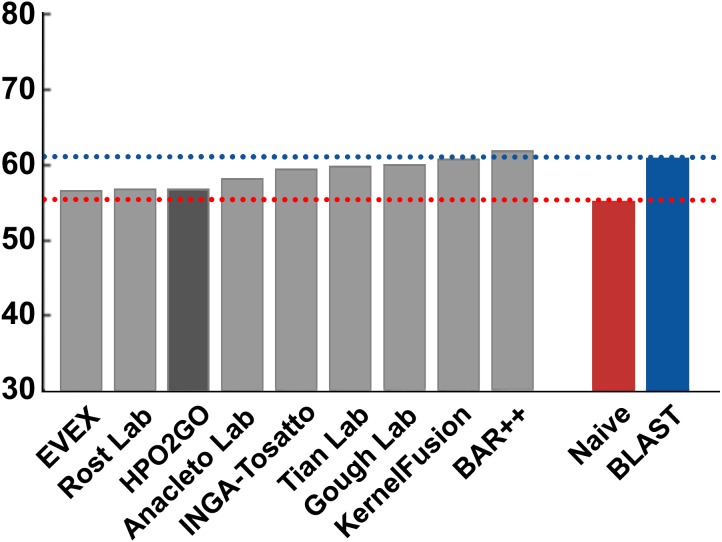 80
70
60
50
40
30
EVEX
Rost Lab
HPO2GO
Anacleto Lab
INGA-Tosatto
Tian Lab
Gough Lab
KernelFusion
BAR++
Naive
BLAST